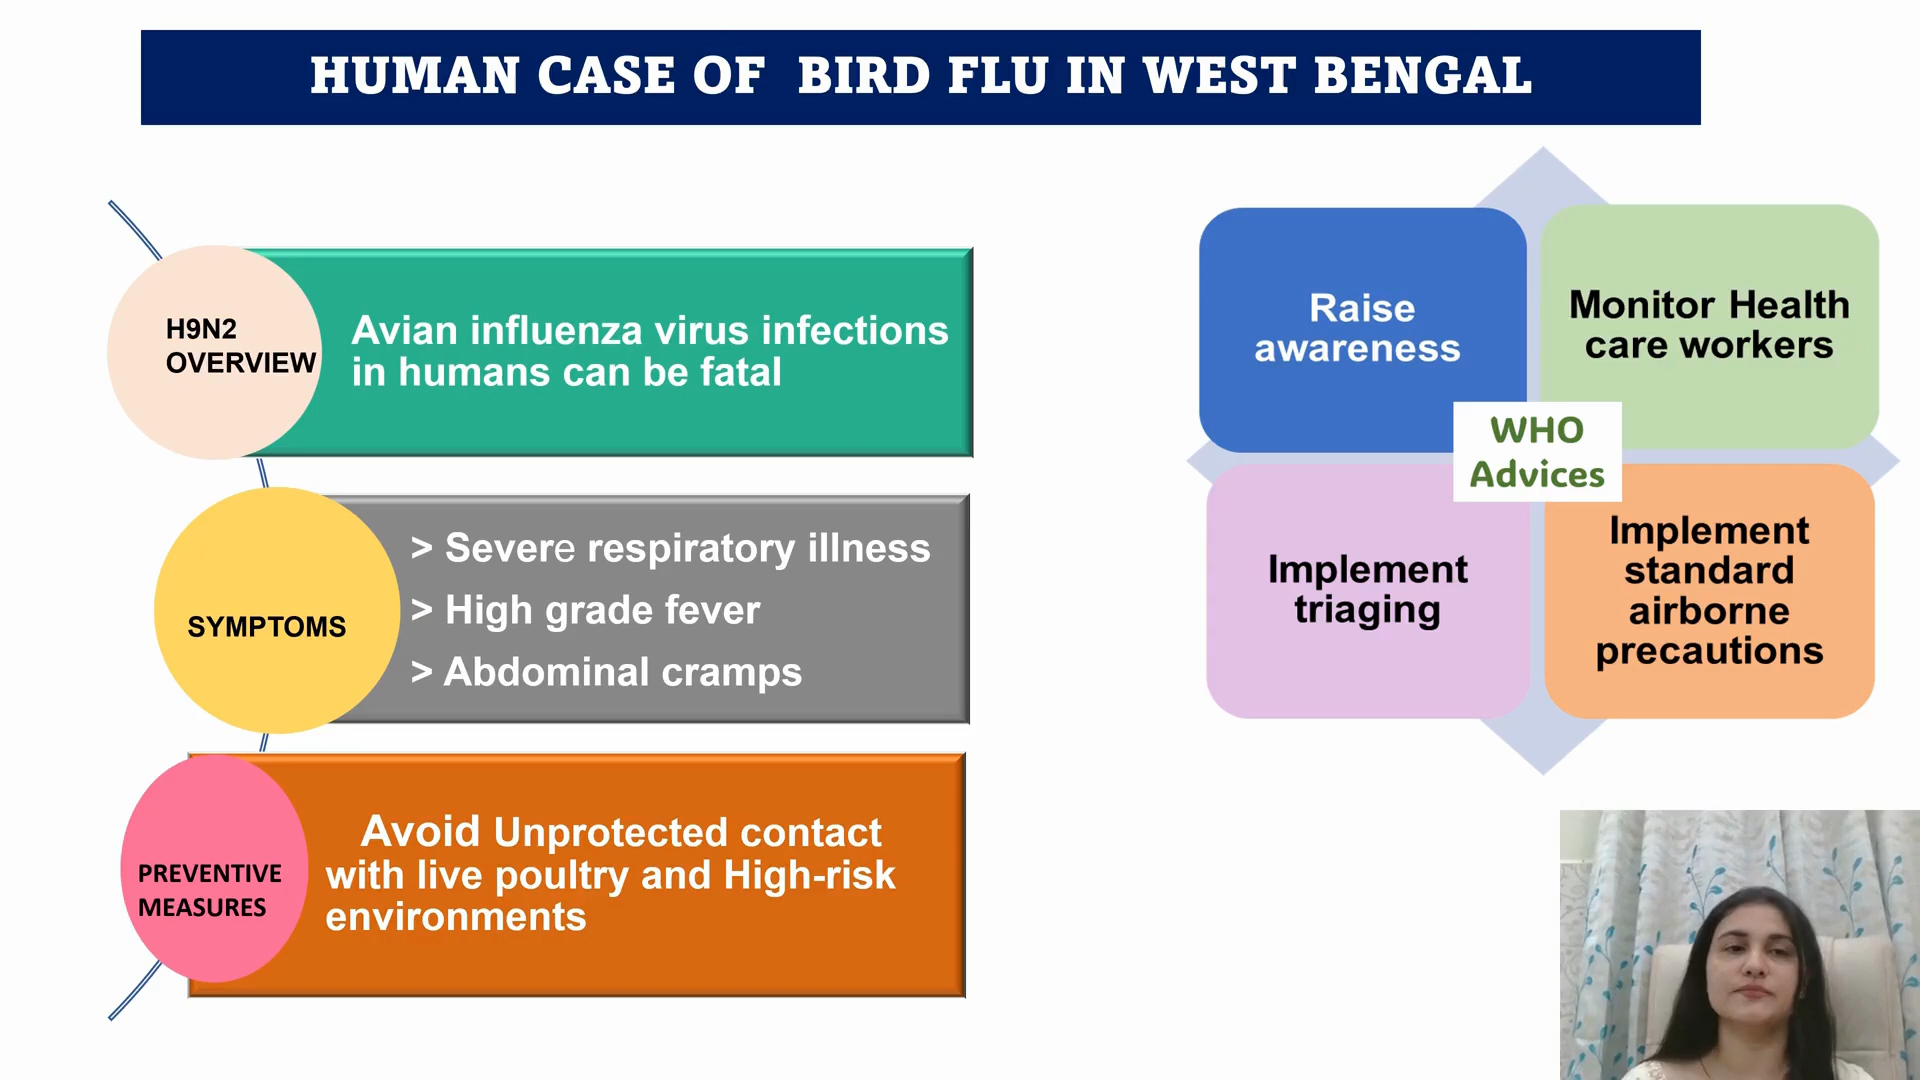 HUMAN CASE OF BIRD FLU IN WEST BENGAL
H9N2
OVERVIEW
Avian influenza virus infections
in humans can be fatal
SYMPTOMS
> Severe respiratory illness
> High grade fever
> Abdominal cramps
PREVENTIVE
MEASURES
Avoid Unprotected contact
with live poultry and High-risk
environments
Raise
awareness
Monitor Health
care workers
WHO
Advices
Implement
triaging
Implement
standard
airborne
precautions